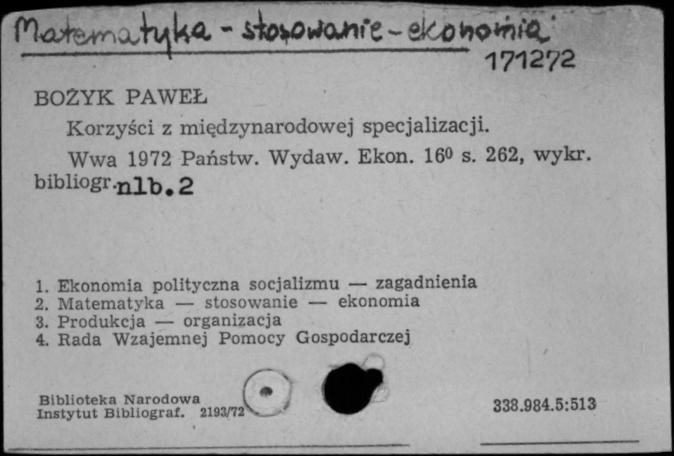 Matematyka - stosowanie - ekonomia
171272
BOŻYK PAWEŁ
Korzyści z międzynarodowej specjalizacji.
Wwa 1972 Państw. Wydaw. Ekon. 16º s. 262, wykr.
bibliogr. nlb. 2
1. Ekonomia polityczna socjalizmu — zagadnienia
2. Matematyka — stosowanie — ekonomia
3. Produkcja — organizacja
4. Rada Wzajemnej Pomocy Gospodarczej
Biblioteka Narodowa
Instytut Bibliograf. 2193/72
338.984.5:513